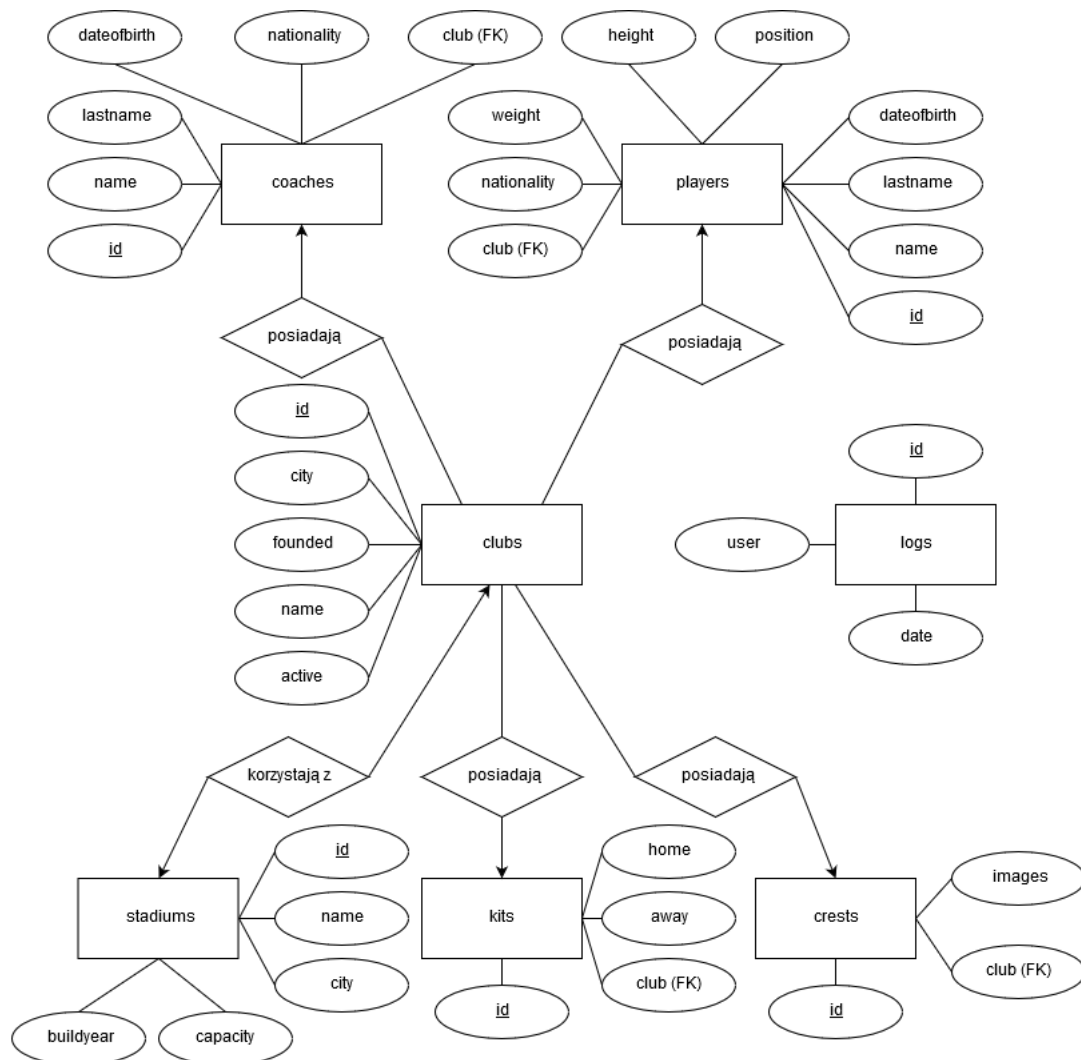 dateofbirth
nationality
club (FK)
height
position
lastname
weight
dateofbirth
name
coaches
nationality
players
lastname
id
club (FK)
name
id
posiadają
posiadają
id
city
id
founded
clubs
user
logs
name
date
active
korzystają z
posiadają
posiadają
id
home
images
stadiums
name
kits
away
crests
city
club (FK)
club (FK)
id
id
buildyear
capacity